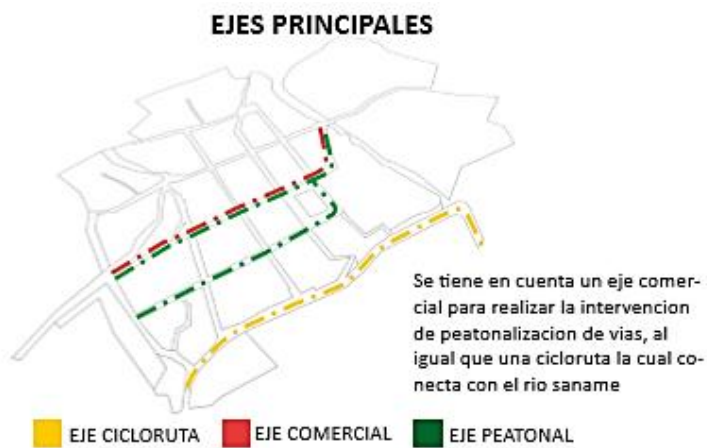 EJES PRINCIPALES
Se tiene en cuenta un eje comer-
cial para realizar la intervencion
de peatonalizacion de vias, al
igual que una cicloruta la cual co-
necta con el rio saname
EJE CICLORUTA
EJE COMERCIAL
EJE PEATONAL